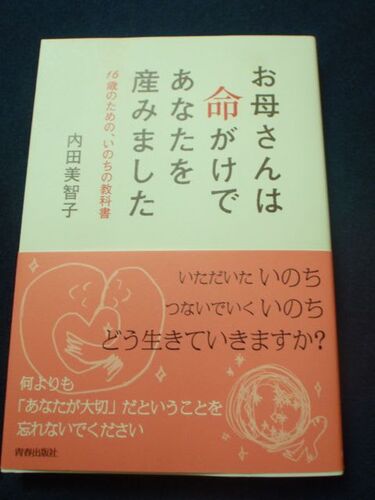 お母さんは
命がけで
あなたを
産みました
16歳のための、いのちの教科書
内田美智子
いただいたいのち
つないでいくいのち
どう生きていきますか?
何よりも
「あなたが大切」だということを
忘れないでください
青春出版社